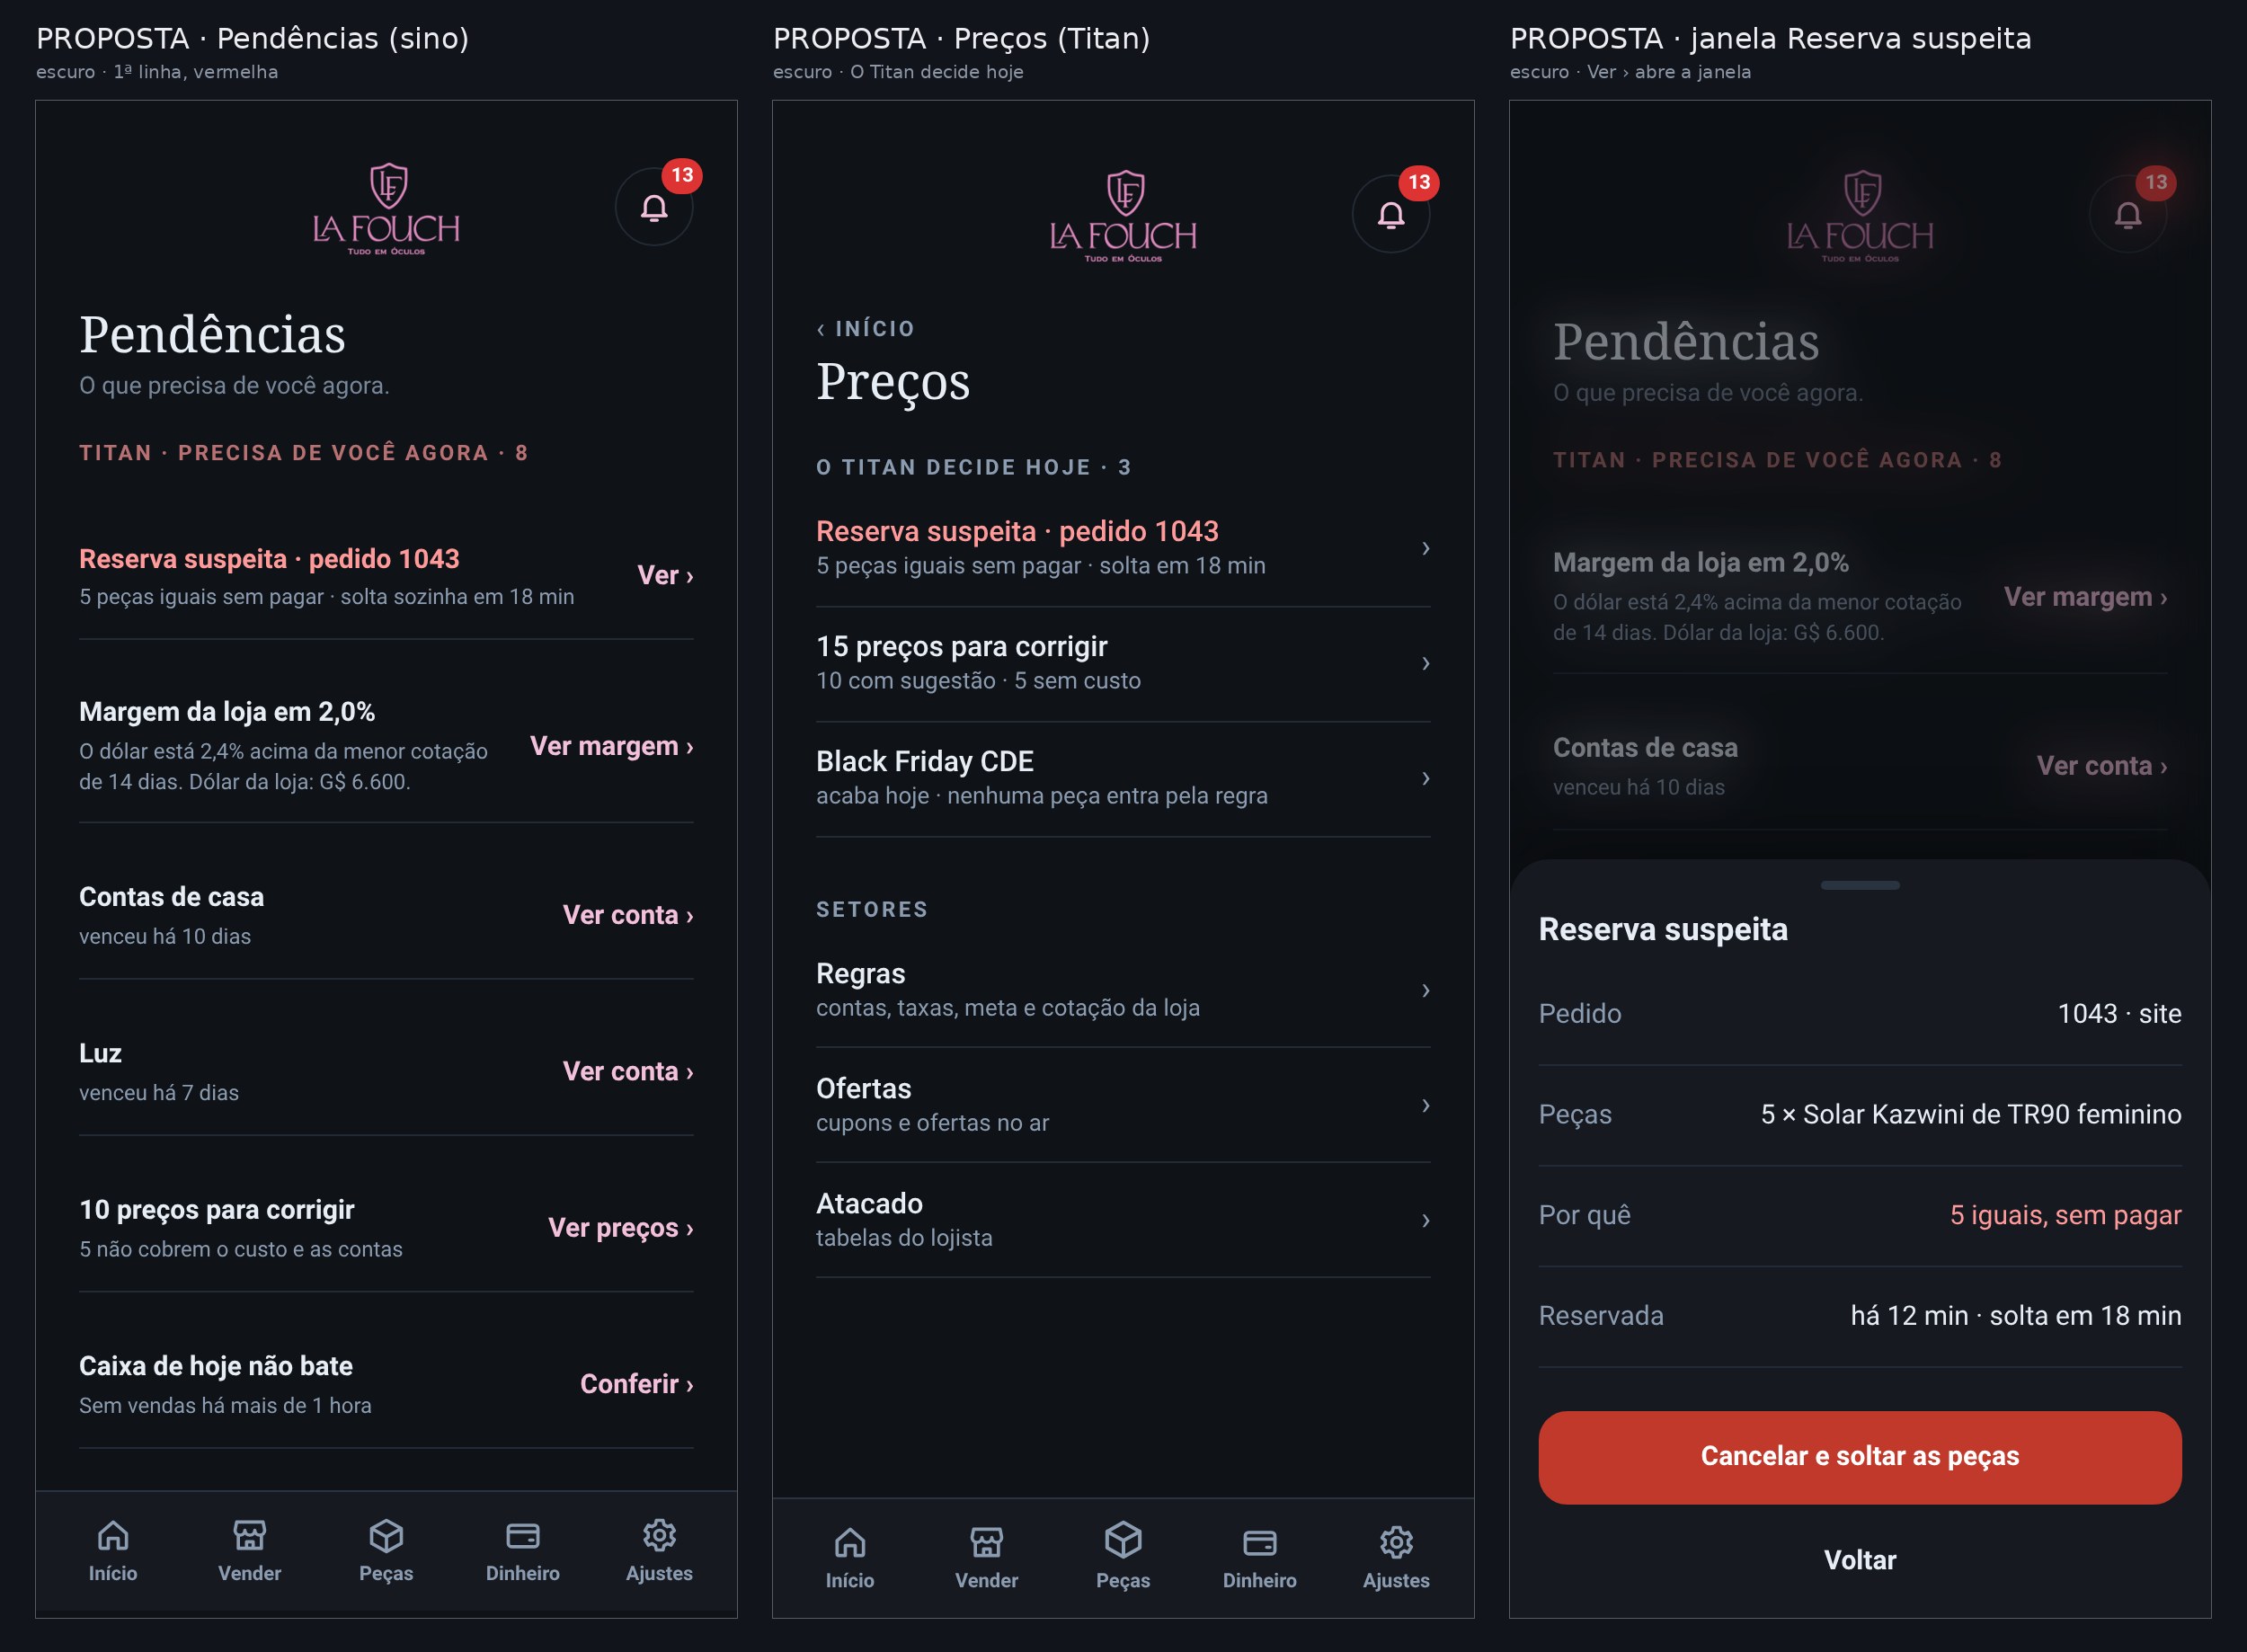 PROPOSTA · Pendências (sino)
escuro · 1ª linha, vermelha
LF
LA FOUCH
TUDO EM ÓCULOS
13
Pendências
O que precisa de você agora.
TITAN · PRECISA DE VOCÊ AGORA · 8
Reserva suspeita · pedido 1043
5 peças iguais sem pagar · solta sozinha em 18 min
Ver ›
Margem da loja em 2,0%
O dólar está 2,4% acima da menor cotação
de 14 dias. Dólar da loja: G$ 6.600.
Ver margem ›
Contas de casa
venceu há 10 dias
Ver conta ›
Luz
venceu há 7 dias
Ver conta ›
10 preços para corrigir
5 não cobrem o custo e as contas
Ver preços ›
Caixa de hoje não bate
Sem vendas há mais de 1 hora
Conferir ›
Início
Vender
Peças
Dinheiro
Ajustes
PROPOSTA · Preços (Titan)
escuro · O Titan decide hoje
LF
LA FOUCH
TUDO EM ÓCULOS
13
‹ INÍCIO
Preços
O TITAN DECIDE HOJE · 3
Reserva suspeita · pedido 1043
5 peças iguais sem pagar · solta em 18 min
›
15 preços para corrigir
10 com sugestão · 5 sem custo
›
Black Friday CDE
acaba hoje · nenhuma peça entra pela regra
›
SETORES
Regras
contas, taxas, meta e cotação da loja
›
Ofertas
cupons e ofertas no ar
›
Atacado
tabelas do lojista
›
Início
Vender
Peças
Dinheiro
Ajustes
PROPOSTA · janela Reserva suspeita
escuro · Ver › abre a janela
LF
LA FOUCH
TUDO EM ÓCULOS
13
Pendências
O que precisa de você agora.
TITAN · PRECISA DE VOCÊ AGORA · 8
Margem da loja em 2,0%
O dólar está 2,4% acima da menor cotação
de 14 dias. Dólar da loja: G$ 6.600.
Ver margem ›
Contas de casa
venceu há 10 dias
Ver conta ›
Reserva suspeita
Pedido
1043 · site
Peças
5 × Solar Kazwini de TR90 feminino
Por quê
5 iguais, sem pagar
Reservada
há 12 min · solta em 18 min
Cancelar e soltar as peças
Voltar